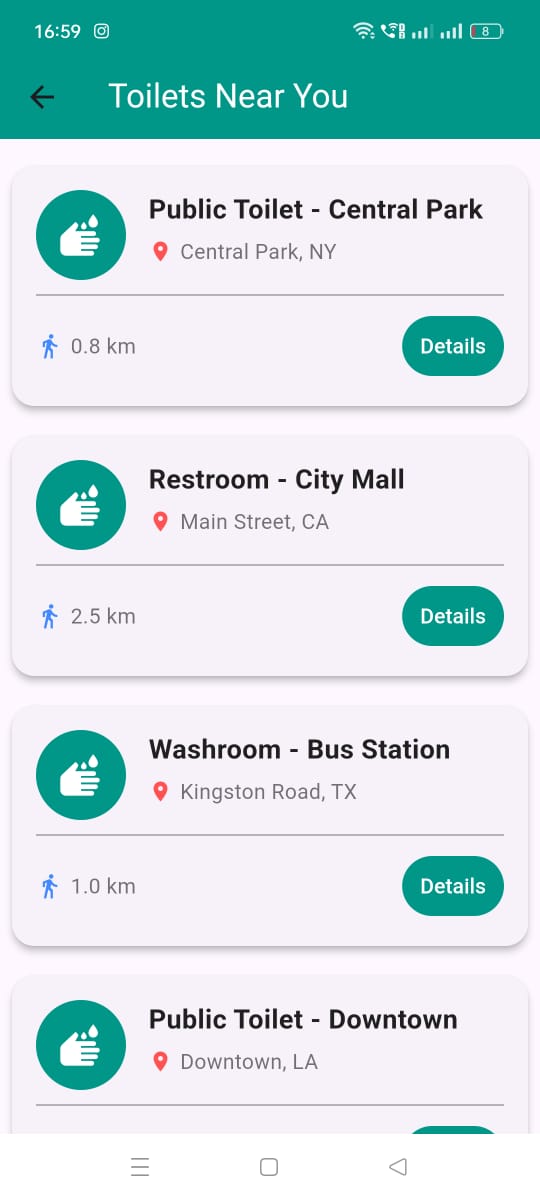 16:59
8
Toilets Near You
Public Toilet - Central Park
Central Park, NY
0.8 km
Details
Restroom - City Mall
Main Street, CA
2.5 km
Details
Washroom - Bus Station
Kingston Road, TX
1.0 km
Details
Public Toilet - Downtown
Downtown, LA